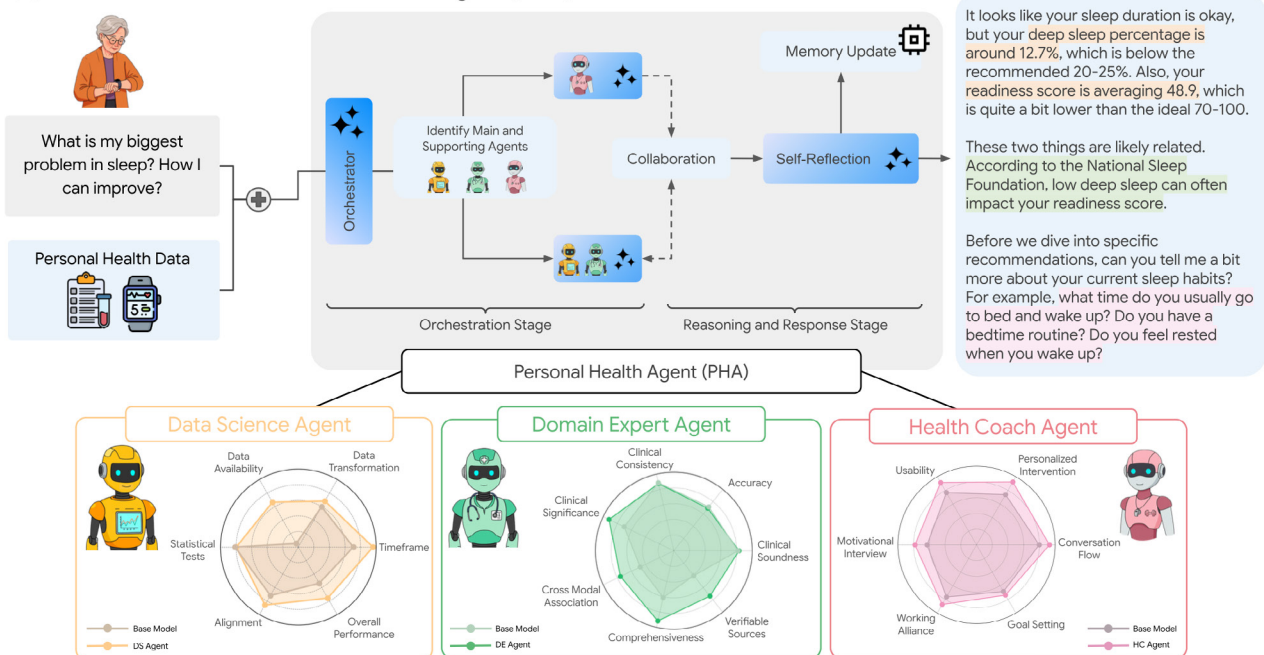 What is my biggest
problem in sleep? How I
can improve?
Personal Health Data
5
Orchestrator
Identify Main and
Supporting Agents
Collaboration
Self-Reflection
Memory Update
Orchestration Stage
Reasoning and Response Stage
It looks like your sleep duration is okay,
but your deep sleep percentage is
around 12.7%, which is below the
recommended 20-25%. Also, your
readiness score is averaging 48.9, which
is quite a bit lower than the ideal 70-100.
These two things are likely related.
According to the National Sleep
Foundation, low deep sleep can often
impact your readiness score.
Before we dive into specific
recommendations, can you tell me a bit
more about your current sleep habits?
For example, what time do you usually go
to bed and wake up? Do you have a
bedtime routine? Do you feel rested
when you wake up?
Personal Health Agent (PHA)
Data Science Agent
Data
Availability
Data
Transformation
Statistical
Tests
Timeframe
Alignment
Overall
Performance
Base Model
DS Agent
Domain Expert Agent
Clinical
Consistency
Accuracy
Clinical
Significance
Clinical
Soundness
Cross Modal
Association
Verifiable
Sources
Comprehensiveness
Base Model
DE Agent
Health Coach Agent
Usability
Personalized
Intervention
Motivational
Interview
Conversation
Flow
Working
Alliance
Goal Setting
Base Model
HC Agent